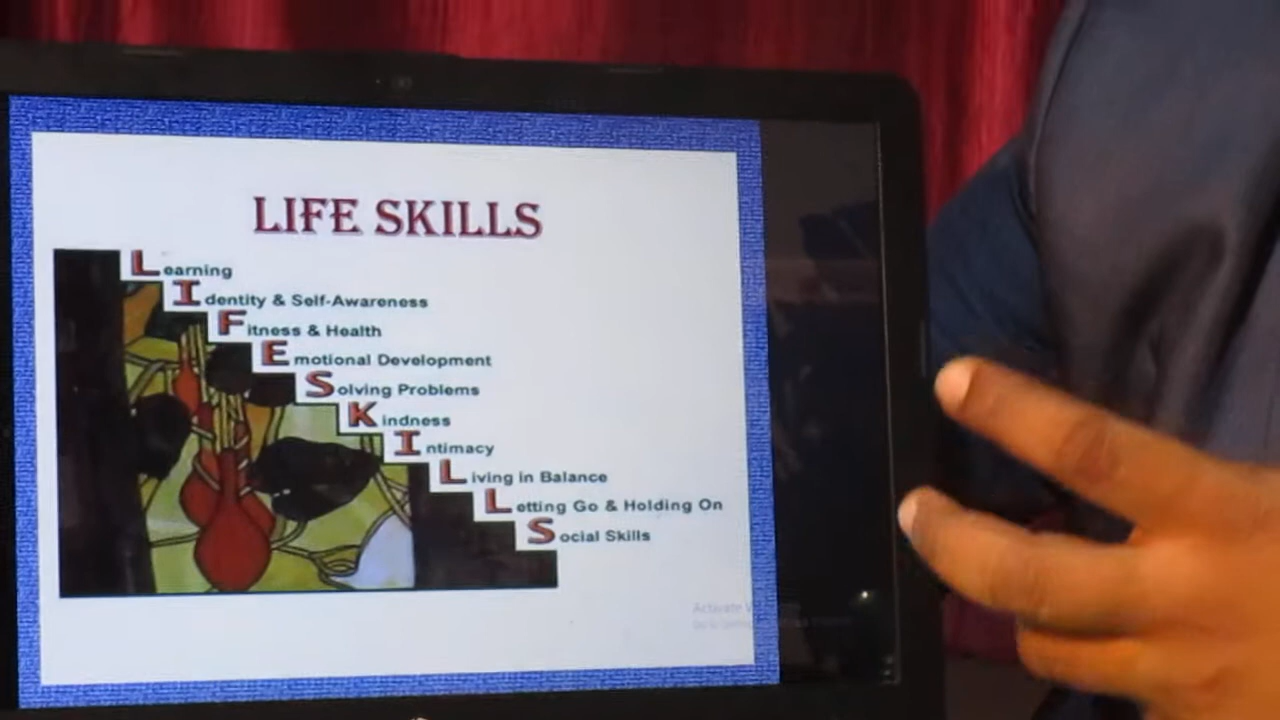 LIFE SKILLS
Learning
Identity & Self-Awareness
Fitness & Health
Emotional Development
Solving Problems
Kindness
Intimacy
Living in Balance
Letting Go & Holding On
Social Skills
Activate